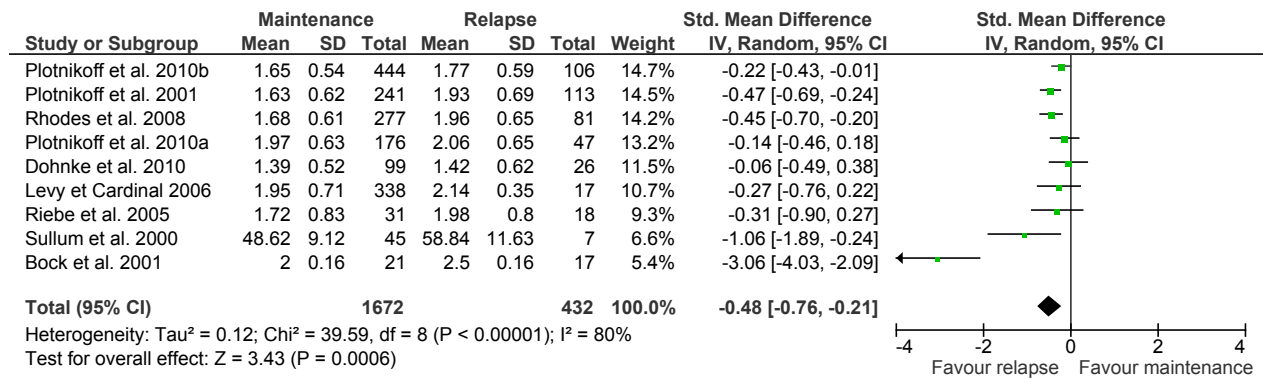 Maintenance Relapse Std. Mean Difference Std. Mean Difference
Study or Subgroup Mean SD Total Mean SD Total Weight IV, Random, 95% CI IV, Random, 95% CI
Plotnikoff et al. 2010b 1.65 0.54 444 1.77 0.59 106 14.7% -0.22 [-0.43, -0.01]
Plotnikoff et al. 2001 1.63 0.62 241 1.93 0.69 113 14.5% -0.47 [-0.69, -0.24]
Rhodes et al. 2008 1.68 0.61 277 1.96 0.65 81 14.2% -0.45 [-0.70, -0.20]
Plotnikoff et al. 2010a 1.97 0.63 176 2.06 0.65 47 13.2% -0.14 [-0.46, 0.18]
Dohnke et al. 2010 1.39 0.52 99 1.42 0.62 26 11.5% -0.06 [-0.49, 0.38]
Levy et Cardinal 2006 1.95 0.71 338 2.14 0.35 17 10.7% -0.27 [-0.76, 0.22]
Riebe et al. 2005 1.72 0.83 31 1.98 0.8 18 9.3% -0.31 [-0.90, 0.27]
Sullum et al. 2000 48.62 9.12 45 58.84 11.63 7 6.6% -1.06 [-1.89, -0.24]
Bock et al. 2001 2 0.16 21 2.5 0.16 17 5.4% -3.06 [-4.03, -2.09]
Total (95% CI) 1672 432 100.0% -0.48 [-0.76, -0.21]
Heterogeneity: Tau² = 0.12; Chi² = 39.59, df = 8 (P < 0.00001); I² = 80%
Test for overall effect: Z = 3.43 (P = 0.0006)
-4 -2 0 2 4
Favour relapse Favour maintenance